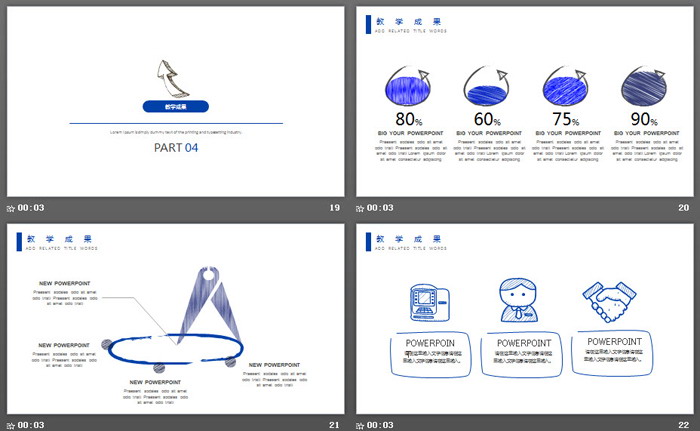 教学成果
Lorem Ipsum Simply dummy text of the printing and typesetting industry
PART 04
00:03
19
教 学 成 果
ADD RELATED TITLE WORDS
80%
BIG YOUR POWERPOINT
Praesent sodales odio sit amet
odio tristi Praesent sodales odio sit
amet odio tristi Lorem ipsum dolor
sit amet consectetur adipiscing
60%
BIG YOUR POWERPOINT
Praesent sodales odio sit amet
odio tristi Praesent sodales odio sit
amet odio tristi Lorem ipsum dolor
sit amet consectetur adipiscing
75%
BIG YOUR POWERPOINT
Praesent sodales odio sit amet
odio tristi Praesent sodales odio sit
amet odio tristi Lorem ipsum dolor
sit amet consectetur adipiscing
90%
BIG YOUR POWERPOINT
Praesent sodales odio sit amet
odio tristi Praesent sodales odio sit
amet odio tristi Lorem ipsum dolor
sit amet consectetur adipiscing
00:03
20
教 学 成 果
ADD RELATED TITLE WORDS
NEW POWERPOINT
Praesent sodales odio sit amet
odio tristi Praesent sodales odio
sit amet odio tristi
NEW POWERPOINT
Praesent sodales odio sit amet
odio tristi Praesent sodales odio
sit amet odio tristi
NEW POWERPOINT
Praesent sodales odio sit amet
odio tristi Praesent sodales odio
sit amet odio tristi
NEW POWERPOINT
Praesent sodales odio sit amet
odio tristi Praesent sodales odio
sit amet odio tristi
00:03
21
教 学 成 果
ADD RELATED TITLE WORDS
POWERPOIN
POWERPOINT
POWERPOINT
00:03
22